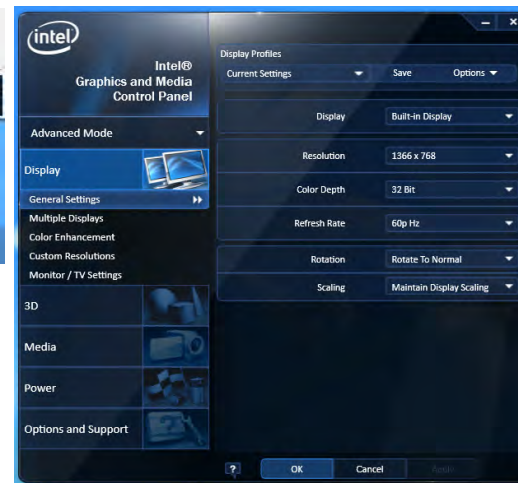 intel
Intel®
Graphics and Media
Control Panel
Advanced Mode
Display
General Settings
Multiple Displays
Color Enhancement
Custom Resolutions
Monitor / TV Settings
3D
Media
Power
Options and Support
Display Profiles
Current Settings Save Options
Display Built-in Display
Resolution 1366 x 768
Color Depth 32 Bit
Refresh Rate 60p Hz
Rotation Rotate To Normal
Scaling Maintain Display Scaling
? OK Cancel Apply